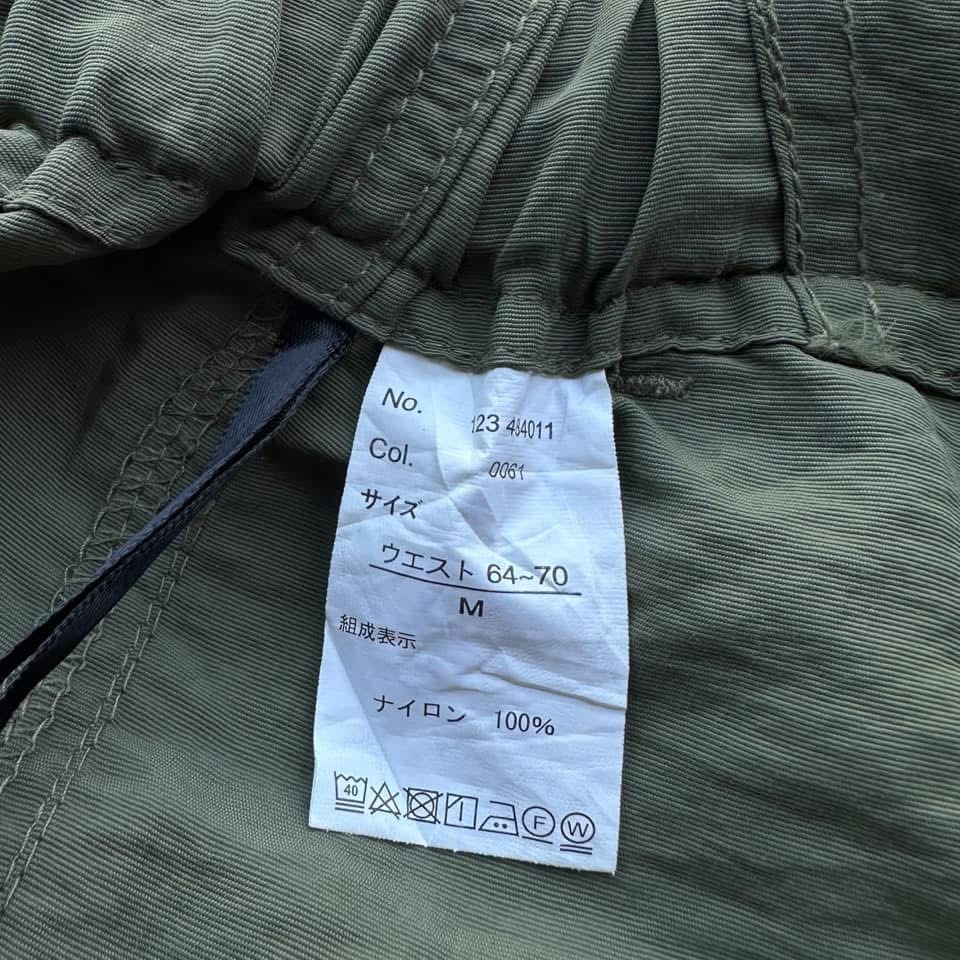 No. 123 484011
Col. 0061
サイズ
ウエスト 64~70
M
組成表示
ナイロン 100%
40
F
W